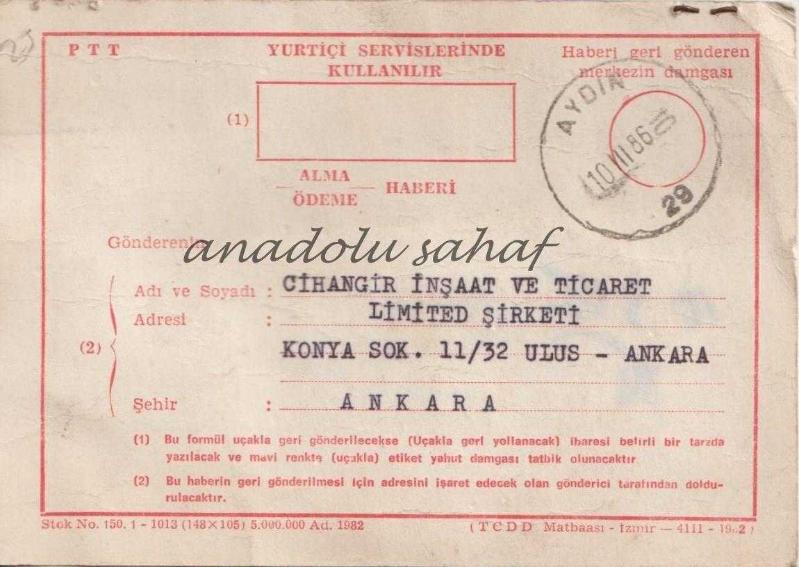 PTT
YURTİÇİ SERVİSLERİNDE
KULLANILIR
Haberi geri gönderen
merkezin damgası
(1)
AYDIN
10 III 86
29
ALMA
ÖDEME
HABERİ
Gönderenin
anadolu sahaf
(2)
Adı ve Soyadı : CİHANGİR İNŞAAT VE TİCARET
Adresi : LİMİTED ŞİRKETİ
KONYA SOK. 11/32 ULUS - ANKARA
Şehir : ANKARA
(1) Bu formül uçakla geri gönderilecekse (Uçakla geri yollanacak) ibaresi belirli bir tarzda
yazılacak ve mavi renkte (uçakla) etiket yahut damgası tatbik olunacaktır
(2) Bu haberin geri gönderilmesi için adresini işaret edecek olan gönderici tarafından doldu-
rulacaktır.
Stok No. 150. 1 - 1013 (148×105) 5.000.000 Ad. 1982
(TCDD Matbaası - İzmir — 4111 - 1982)